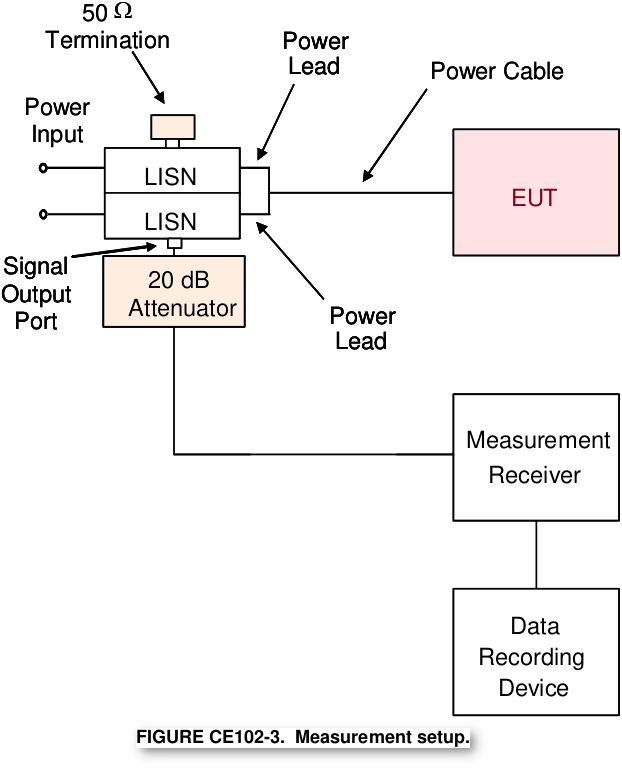 50 Ω
Termination
Power
Lead
Power Cable
Power
Input
LISN
EUT
LISN
Signal
Output
Port
20 dB
Attenuator
Power
Lead
Measurement
Receiver
Data
Recording
Device
FIGURE CE102-3. Measurement setup.